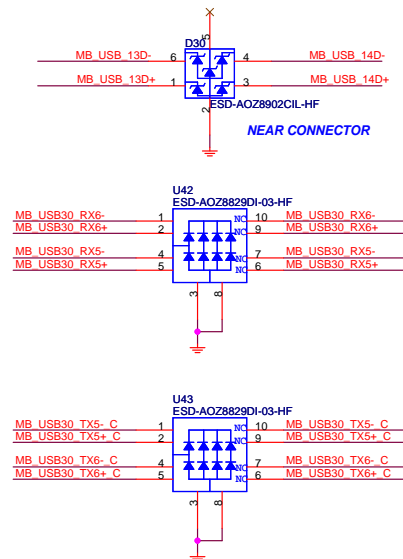 5
D30
MB_USB_13D- 6 4 MB_USB_14D-
MB_USB_13D+ 1 3 MB_USB_14D+
2 ESD-AOZ8902CIL-HF
NEAR CONNECTOR
U42
ESD-AOZ8829DI-03-HF
MB_USB30_RX6- 1 NC 10 MB_USB30_RX6-
MB_USB30_RX6+ 2 NC 9 MB_USB30_RX6+
MB_USB30_RX5- 4 NC 7 MB_USB30_RX5-
MB_USB30_RX5+ 5 NC 6 MB_USB30_RX5+
3 8
U43
ESD-AOZ8829DI-03-HF
MB_USB30_TX5-_C 1 NC 10 MB_USB30_TX5-_C
MB_USB30_TX5+_C 2 NC 9 MB_USB30_TX5+_C
MB_USB30_TX6-_C 4 NC 7 MB_USB30_TX6-_C
MB_USB30_TX6+_C 5 NC 6 MB_USB30_TX6+_C
3 8